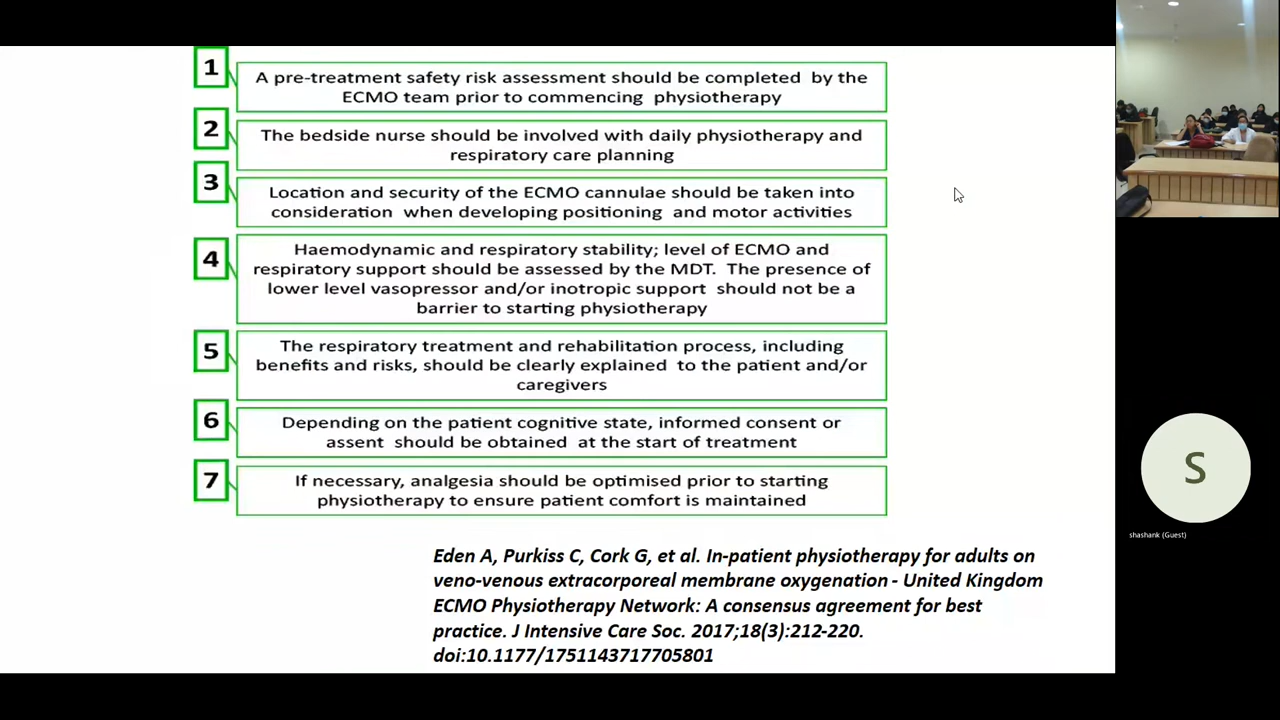 1
A pre-treatment safety risk assessment should be completed by the
ECMO team prior to commencing physiotherapy
2
The bedside nurse should be involved with daily physiotherapy and
respiratory care planning
3
Location and security of the ECMO cannulae should be taken into
consideration when developing positioning and motor activities
4
Haemodynamic and respiratory stability; level of ECMO and
respiratory support should be assessed by the MDT. The presence of
lower level vasopressor and/or inotropic support should not be a
barrier to starting physiotherapy
5
The respiratory treatment and rehabilitation process, including
benefits and risks, should be clearly explained to the patient and/or
caregivers
6
Depending on the patient cognitive state, informed consent or
assent should be obtained at the start of treatment
7
If necessary, analgesia should be optimised prior to starting
physiotherapy to ensure patient comfort is maintained
Eden A, Purkiss C, Cork G, et al. In-patient physiotherapy for adults on
veno-venous extracorporeal membrane oxygenation - United Kingdom
ECMO Physiotherapy Network: A consensus agreement for best
practice. J Intensive Care Soc. 2017;18(3):212-220.
doi:10.1177/1751143717705801
S
shashank (Guest)